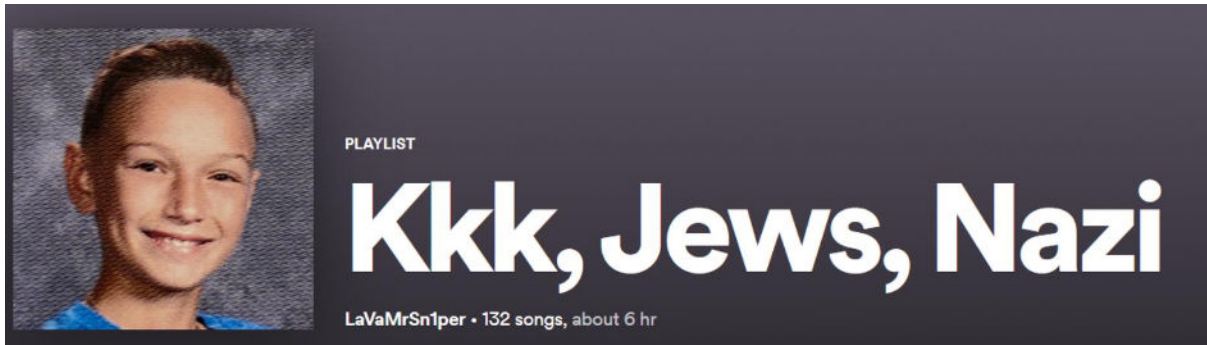 PLAYLIST
Kkk, Jews, Nazi
LaVaMrSn1per • 132 songs, about 6 hr